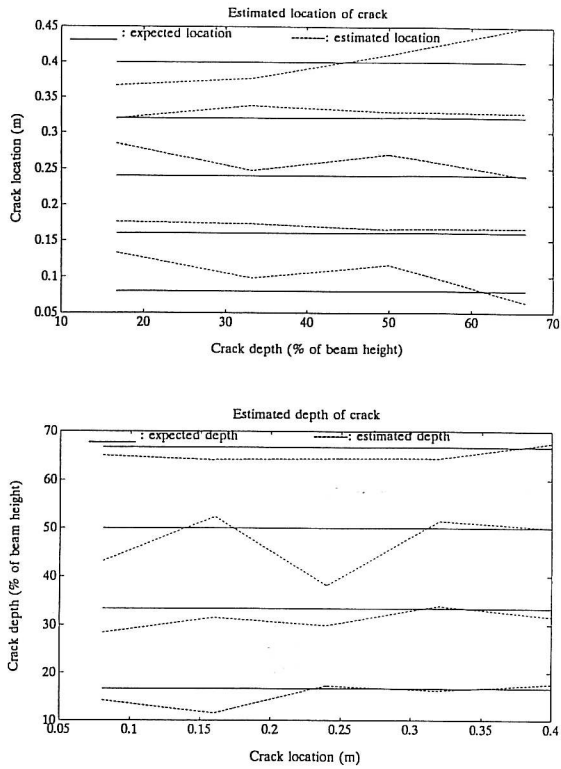 Estimated location of crack
: expected location : estimated location
0.45
0.4
0.35
0.3
0.25
0.2
0.15
0.1
0.05
Crack location (m)
10 20 30 40 50 60 70
Crack depth (% of beam height)
Estimated depth of crack
: expected depth : estimated depth
70
60
50
40
30
20
10
Crack depth (% of beam height)
0.05 0.1 0.15 0.2 0.25 0.3 0.35 0.4
Crack location (m)